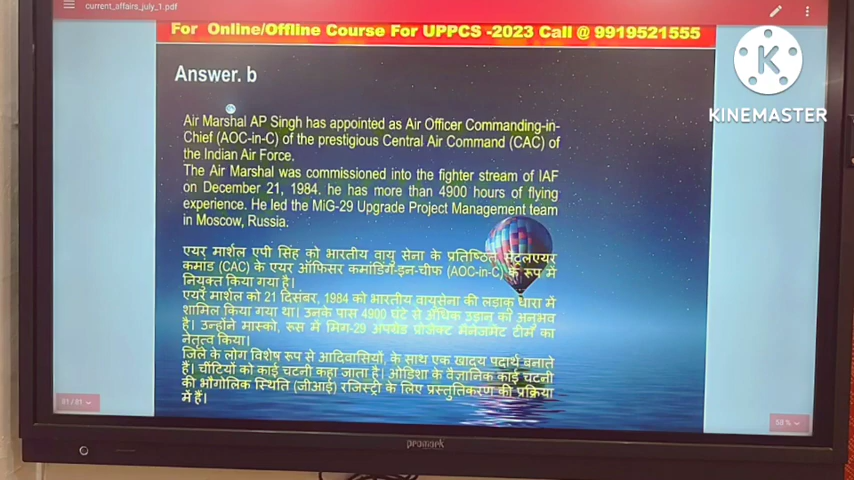 current_affairs_july_1.pdf
For Online/Offline Course For UPPCS -2023 Call @ 9919521555
KINEMASTER
Answer. b
Air Marshal AP Singh has appointed as Air Officer Commanding-in-
Chief (AOC-in-C) of the prestigious Central Air Command (CAC) of
the Indian Air Force.
The Air Marshal was commissioned into the fighter stream of IAF
on December 21, 1984. he has more than 4900 hours of flying
experience. He led the MiG-29 Upgrade Project Management team
in Moscow, Russia.
एयर मार्शल एपी सिंह को भारतीय वायु सेना के प्रतिष्ठित सेंट्रलएयर
कमांड (CAC) के एयर ऑफिसर कमांडिंग-इन-चीफ (AOC-in-C) के रूप में
नियुक्त किया गया है।
एयर मार्शल को 21 दिसंबर, 1984 को भारतीय वायुसेना की लड़ाकू धारा में
शामिल किया गया था। उनके पास 4900 घंटे से अधिक उड़ान का अनुभव
है। उन्होंने मास्को, रूस में मिग-29 अपग्रेड प्रोजेक्ट मैनेजमेंट टीम का
नेतृत्व किया।
जिले के लोग विशेष रूप से आदिवासियों, के साथ एक खाद्य पदार्थ बनाते
हैं। चींटियों को काई चटनी कहा जाता है। ओडिशा के वैज्ञानिक काई चटनी
की भौगोलिक स्थिति (जीआई) रजिस्ट्री के लिए प्रस्तुतिकरण की प्रक्रिया
में हैं।
81 / 81
58 %
promark